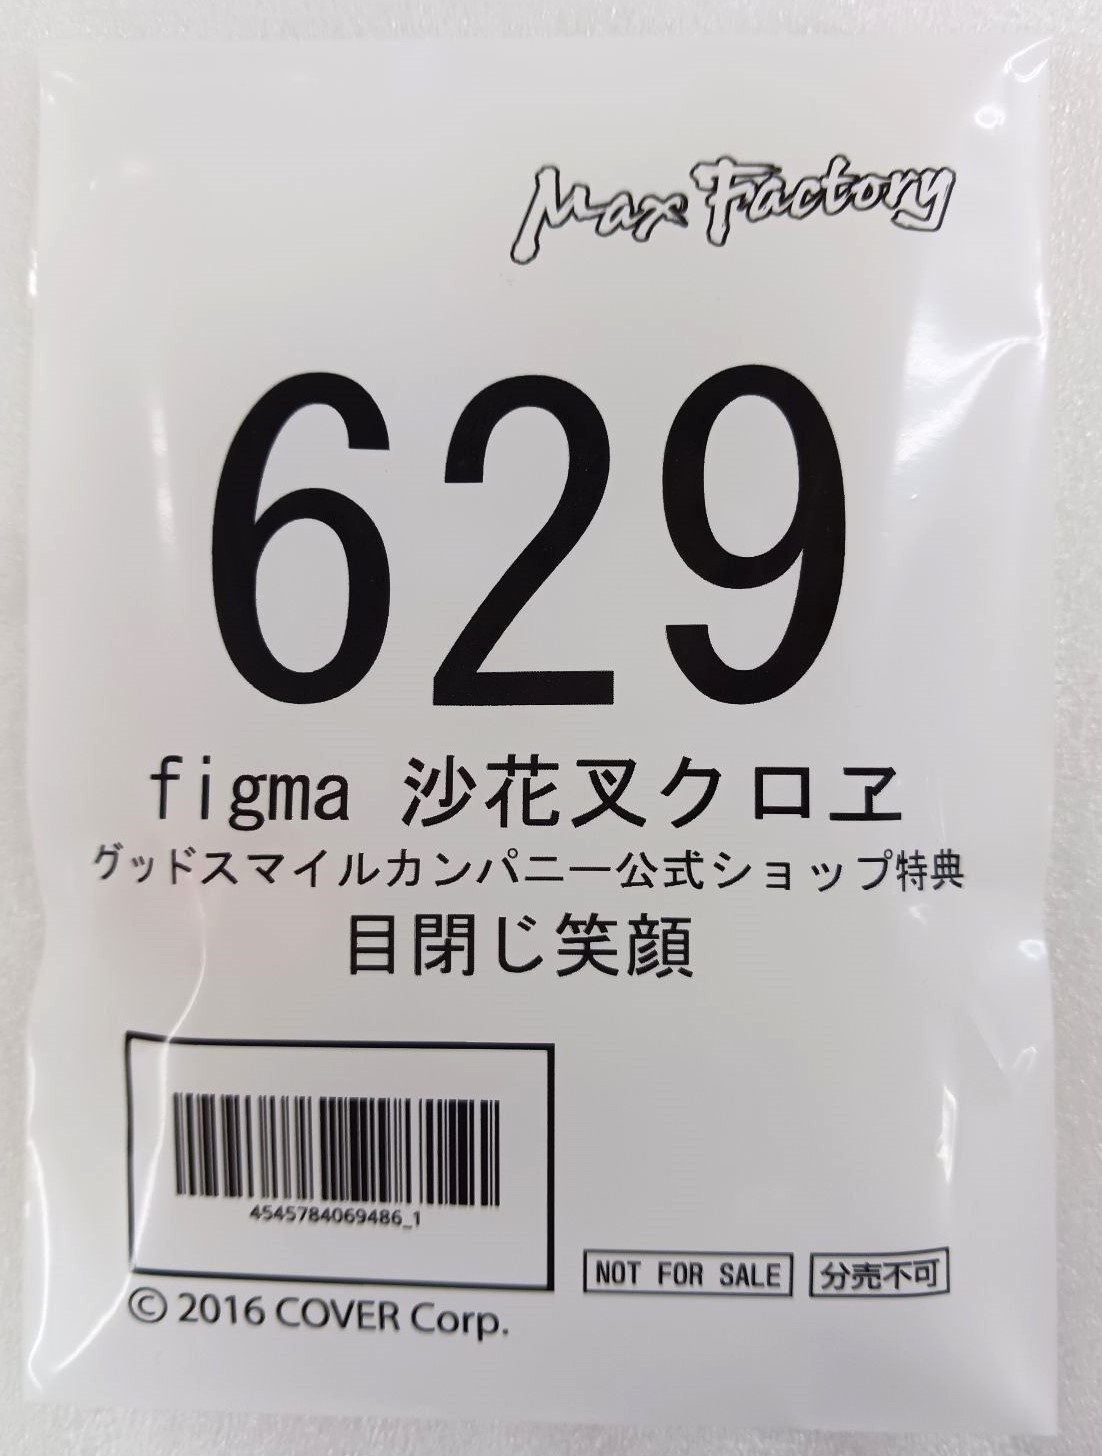 Max Factory
629
figma 沙花叉クロヱ
グッドスマイルカンパニー公式ショップ特典
目閉じ笑顔
4545784069486_1
NOT FOR SALE 分売不可
© 2016 COVER Corp.